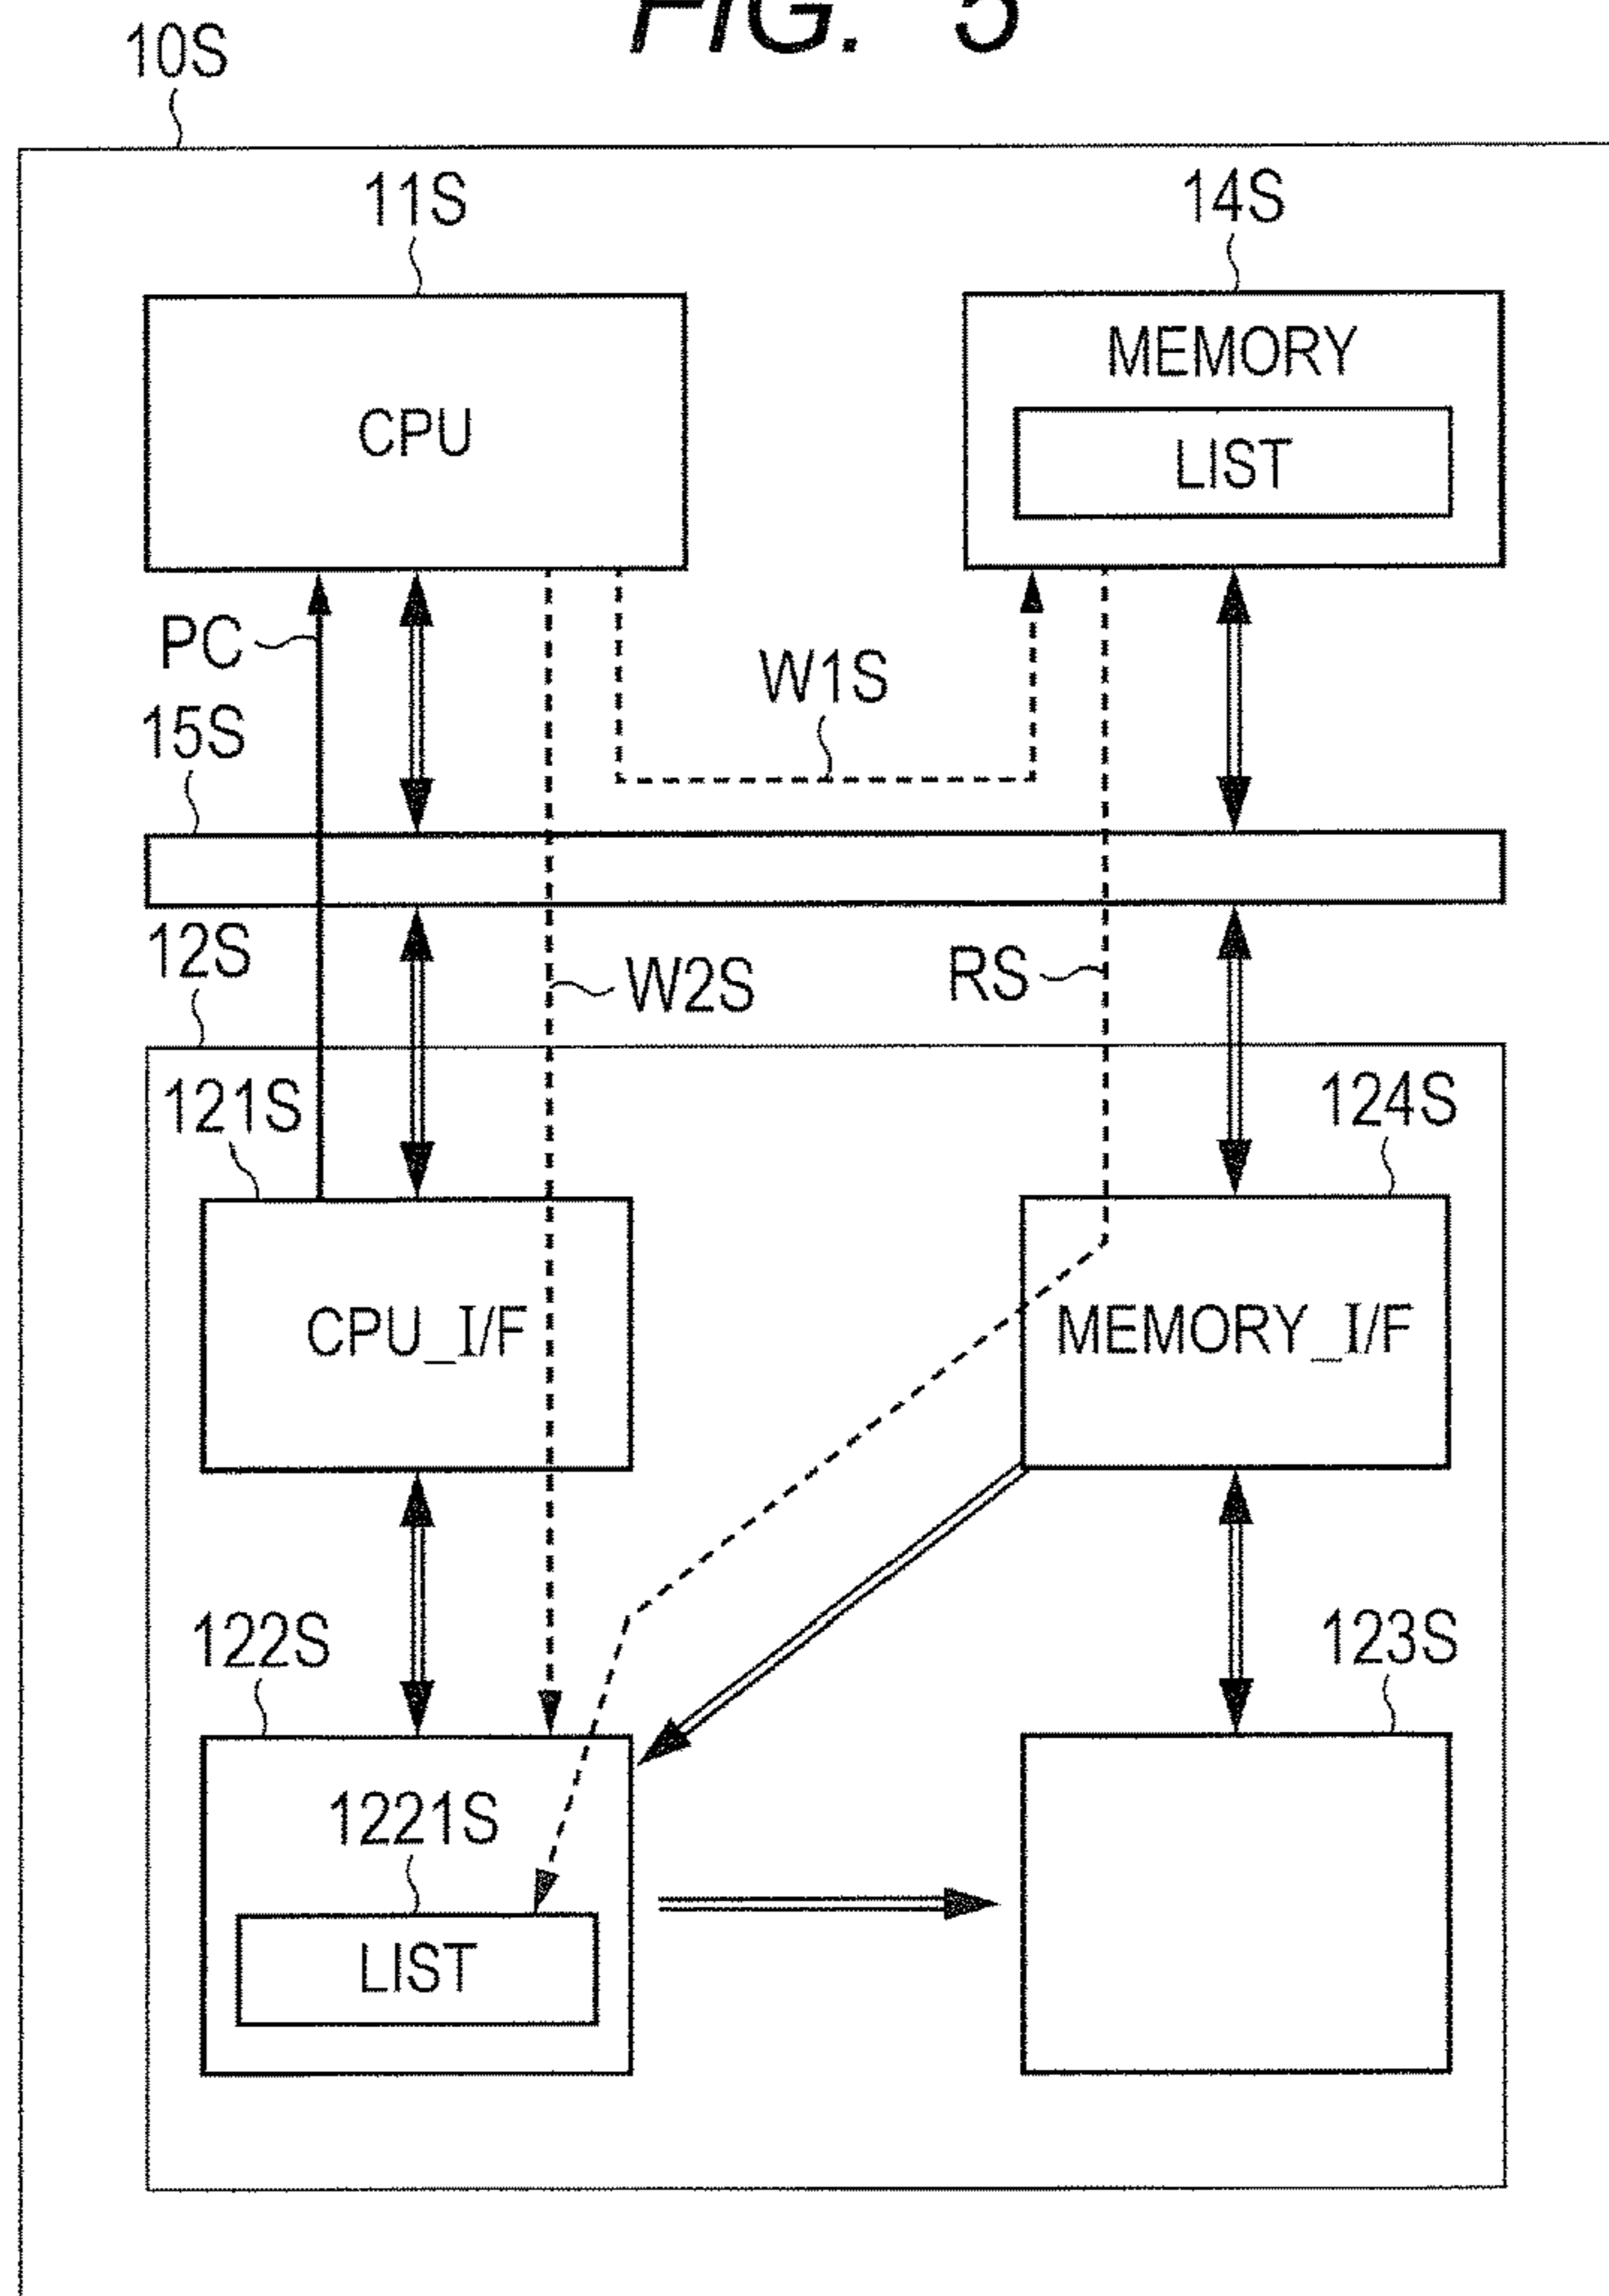 FIG. 5
10S
11S
14S
CPU
MEMORY
LIST
PC
W1S
15S
12S
W2S
RS
121S
124S
CPU_I/F
MEMORY_I/F
122S
123S
1221S
LIST